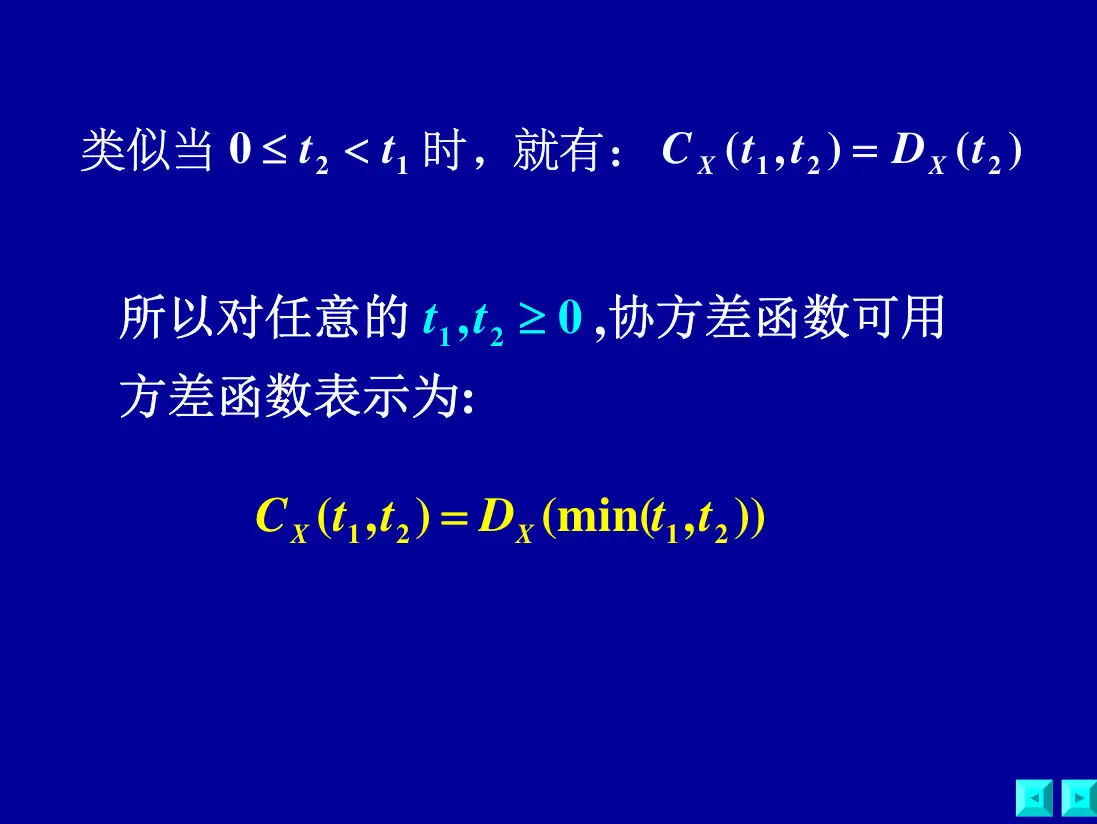 类似当 0 ≤ t₂ < t₁ 时，就有： C_X(t₁,t₂) = D_X(t₂)
所以对任意的 t₁,t₂ ≥ 0 ,协方差函数可用
方差函数表示为:
C_X(t₁,t₂) = D_X(min(t₁,t₂))